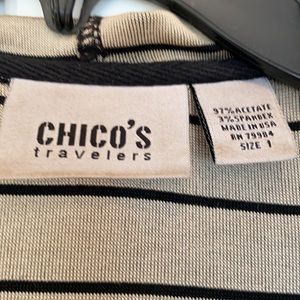 CHICO'S
travelers
97% ACETATE
3% SPANDEX
MADE IN USA
RN 79984
SIZE 1